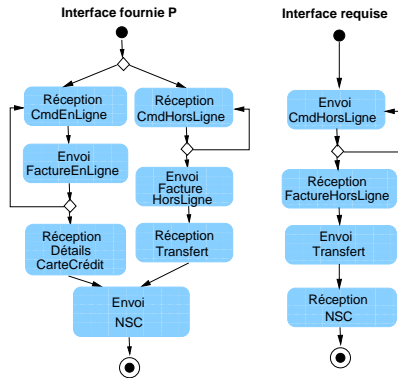 Interface fournie P
Interface requise
Réception
CmdEnLigne
Réception
CmdHorsLigne
Envoi
CmdHorsLigne
Envoi
FactureEnLigne
Envoi
Facture
HorsLigne
Réception
FactureHorsLigne
Réception
Détails
CarteCrédit
Réception
Transfert
Envoi
Transfert
Envoi
NSC
Réception
NSC